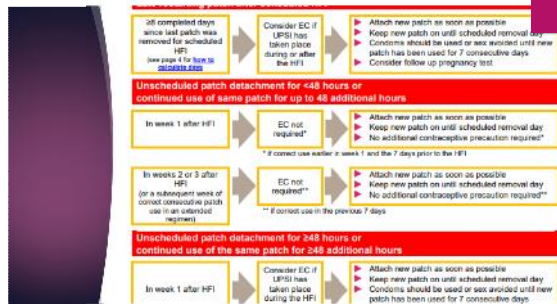 ≥8 completed days
since last patch was
removed for scheduled
HFI
(see page 4 for how to
calculate days
Consider EC if
UPSI has
taken place
during or after
the HFI
Attach new patch as soon as possible
Keep new patch on until scheduled removal day
Condoms should be used or sex avoided until new
patch has been used for 7 consecutive days
Consider follow up pregnancy test
Unscheduled patch detachment for <48 hours or
continued use of same patch for up to 48 additional hours
In week 1 after HFI
EC not
required*
Attach new patch as soon as possible
Keep new patch on until scheduled removal day
No additional contraceptive precaution required*
* if correct use earlier in week 1 and the 7 days prior to the HFI
In weeks 2 or 3 after
HFI
(or a subsequent week of
correct consecutive patch
use in an extended
regimen)
EC not
required**
Attach new patch as soon as possible
Keep new patch on until scheduled removal day
No additional contraceptive precaution required**
** if correct use in the previous 7 days
Unscheduled patch detachment for ≥48 hours or
continued use of the same patch for ≥48 additional hours
In week 1 after HFI
Consider EC if
UPSI has
taken place
during the HFI
Attach new patch as soon as possible
Keep new patch on until scheduled removal day
Condoms should be used or sex avoided until new
patch has been used for 7 consecutive days